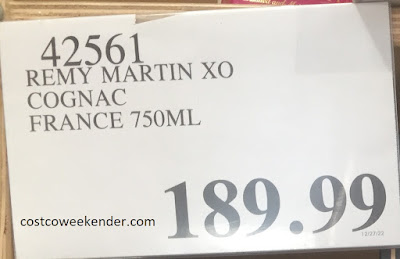 42561
REMY MARTIN XO
COGNAC
FRANCE 750ML
189.99
costcoweekender.com